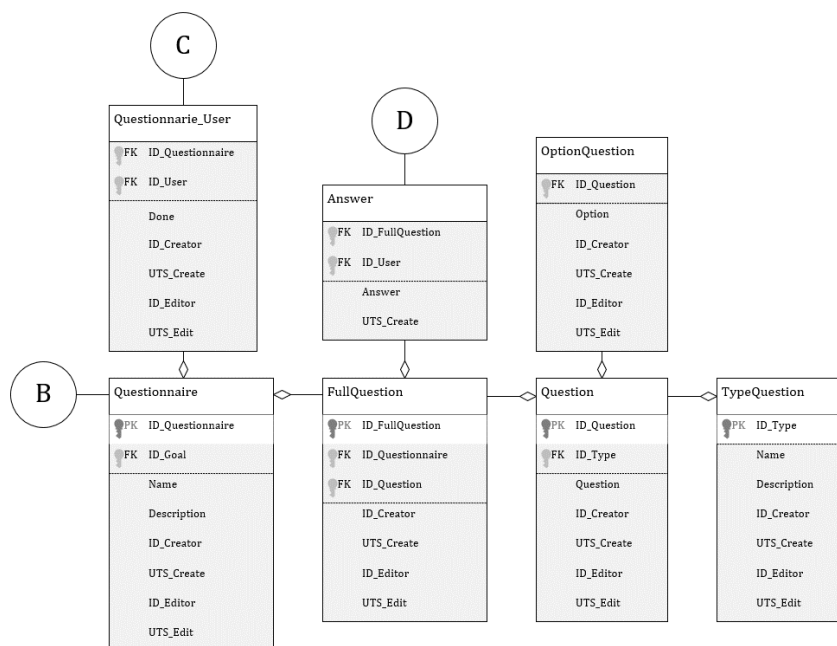 C
Questionnarie_User
FK ID_Questionnaire
FK ID_User
Done
ID_Creator
UTS_Create
ID_Editor
UTS_Edit
D
Answer
FK ID_FullQuestion
FK ID_User
Answer
UTS_Create
OptionQuestion
FK ID_Question
Option
ID_Creator
UTS_Create
ID_Editor
UTS_Edit
B
Questionnaire
PK ID_Questionnaire
FK ID_Goal
Name
Description
ID_Creator
UTS_Create
ID_Editor
UTS_Edit
FullQuestion
PK ID_FullQuestion
FK ID_Questionnaire
FK ID_Question
ID_Creator
UTS_Create
ID_Editor
UTS_Edit
Question
PK ID_Question
FK ID_Type
Question
ID_Creator
UTS_Create
ID_Editor
UTS_Edit
TypeQuestion
PK ID_Type
Name
Description
ID_Creator
UTS_Create
ID_Editor
UTS_Edit